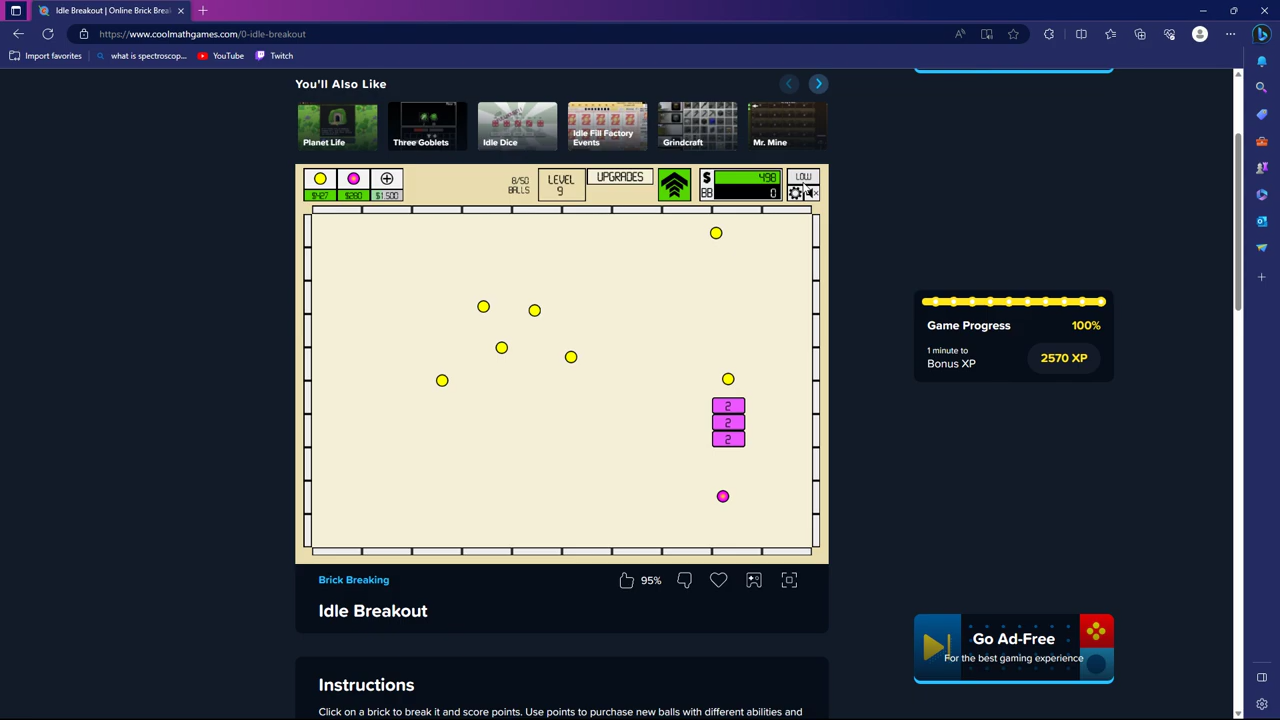 Idle Breakout | Online Brick Brea
https://www.coolmathgames.com/0-idle-breakout
Import favorites
what is spectroscop...
YouTube
Twitch
You'll Also Like
Planet Life
Three Goblets
Idle Dice
Idle Fill Factory
Events
Grindcraft
Mr. Mine
$427
$280
$1.500
8/50
BALLS
LEVEL
9
UPGRADES
$ 498
BB 0
LOW
2
2
2
Game Progress 100%
1 minute to
Bonus XP
2570 XP
Brick Breaking
95%
Idle Breakout
Go Ad-Free
For the best gaming experience
Instructions
Click on a brick to break it and score points. Use points to purchase new balls with different abilities and